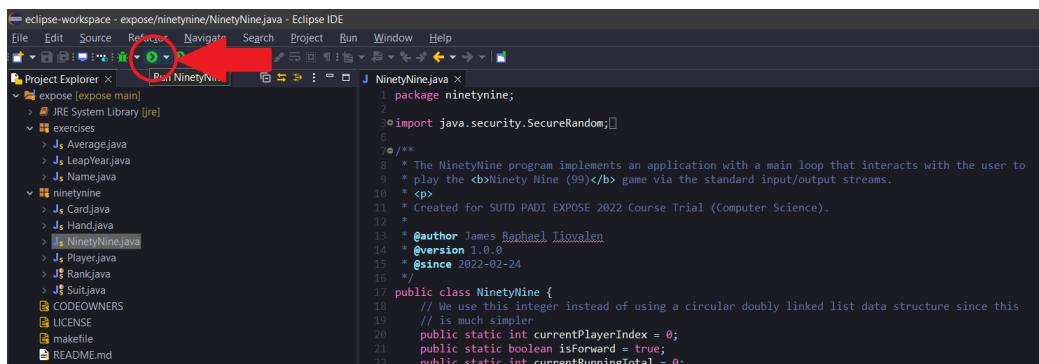 eclipse-workspace - expose/ninetynine/NinetyNine.java - Eclipse IDE
File Edit Source Refactor Navigate Search Project Run Window Help
Project Explorer
Run NinetyNine
NinetyNine.java
expose [expose main]
JRE System Library [jre]
exercises
Average.java
LeapYear.java
Name.java
ninetynine
Card.java
Hand.java
NinetyNine.java
Player.java
Rank.java
Suit.java
CODEOWNERS
LICENSE
makefile
README.md
1 package ninetynine;
2
3 import java.security.SecureRandom;
6
7 /**
8 * The NinetyNine program implements an application with a main loop that interacts with the user to
9 * play the <b>Ninety Nine (99)</b> game via the standard input/output streams.
10 * <p>
11 * Created for SUTD PADI EXPOSE 2022 Course Trial (Computer Science).
12 *
13 * @author James Raphael Tiovalen
14 * @version 1.0.0
15 * @since 2022-02-24
16 */
17 public class NinetyNine {
18 // We use this integer instead of using a circular doubly linked list data structure since this
19 // is much simpler
20 public static int currentPlayerIndex = 0;
21 public static boolean isForward = true;
22 public static int currentRunningTotal = 0;